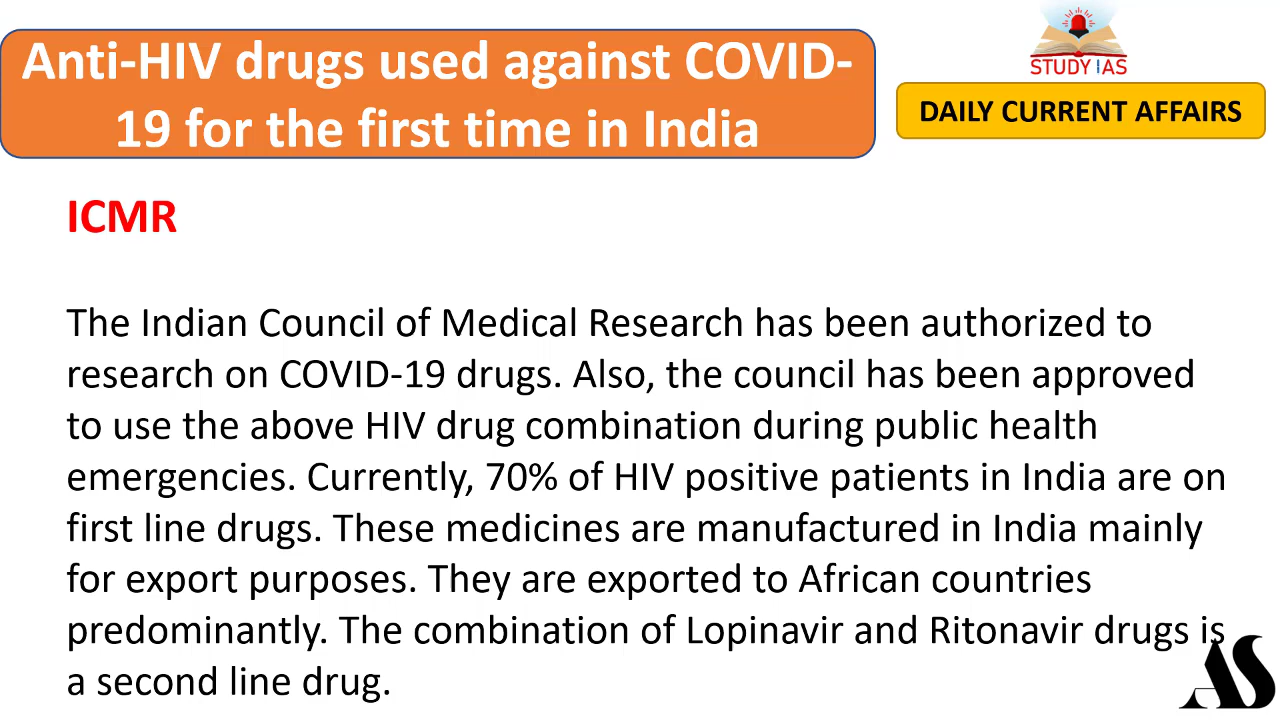 Anti-HIV drugs used against COVID-
19 for the first time in India
STUDY IAS
DAILY CURRENT AFFAIRS
ICMR
The Indian Council of Medical Research has been authorized to
research on COVID-19 drugs. Also, the council has been approved
to use the above HIV drug combination during public health
emergencies. Currently, 70% of HIV positive patients in India are on
first line drugs. These medicines are manufactured in India mainly
for export purposes. They are exported to African countries
predominantly. The combination of Lopinavir and Ritonavir drugs is
a second line drug.
AS